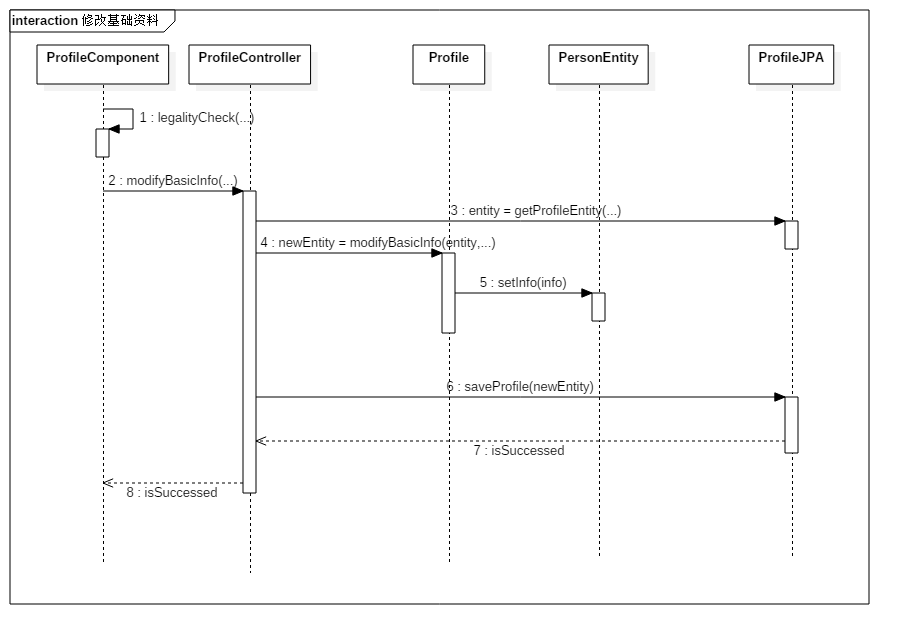 interaction 修改基础资料
ProfileComponent
ProfileController
Profile
PersonEntity
ProfileJPA
1 : legalityCheck(...)
2 : modifyBasicInfo(...)
3 : entity = getProfileEntity(...)
4 : newEntity = modifyBasicInfo(entity,...)
5 : setInfo(info)
6 : saveProfile(newEntity)
7 : isSuccessed
8 : isSuccessed